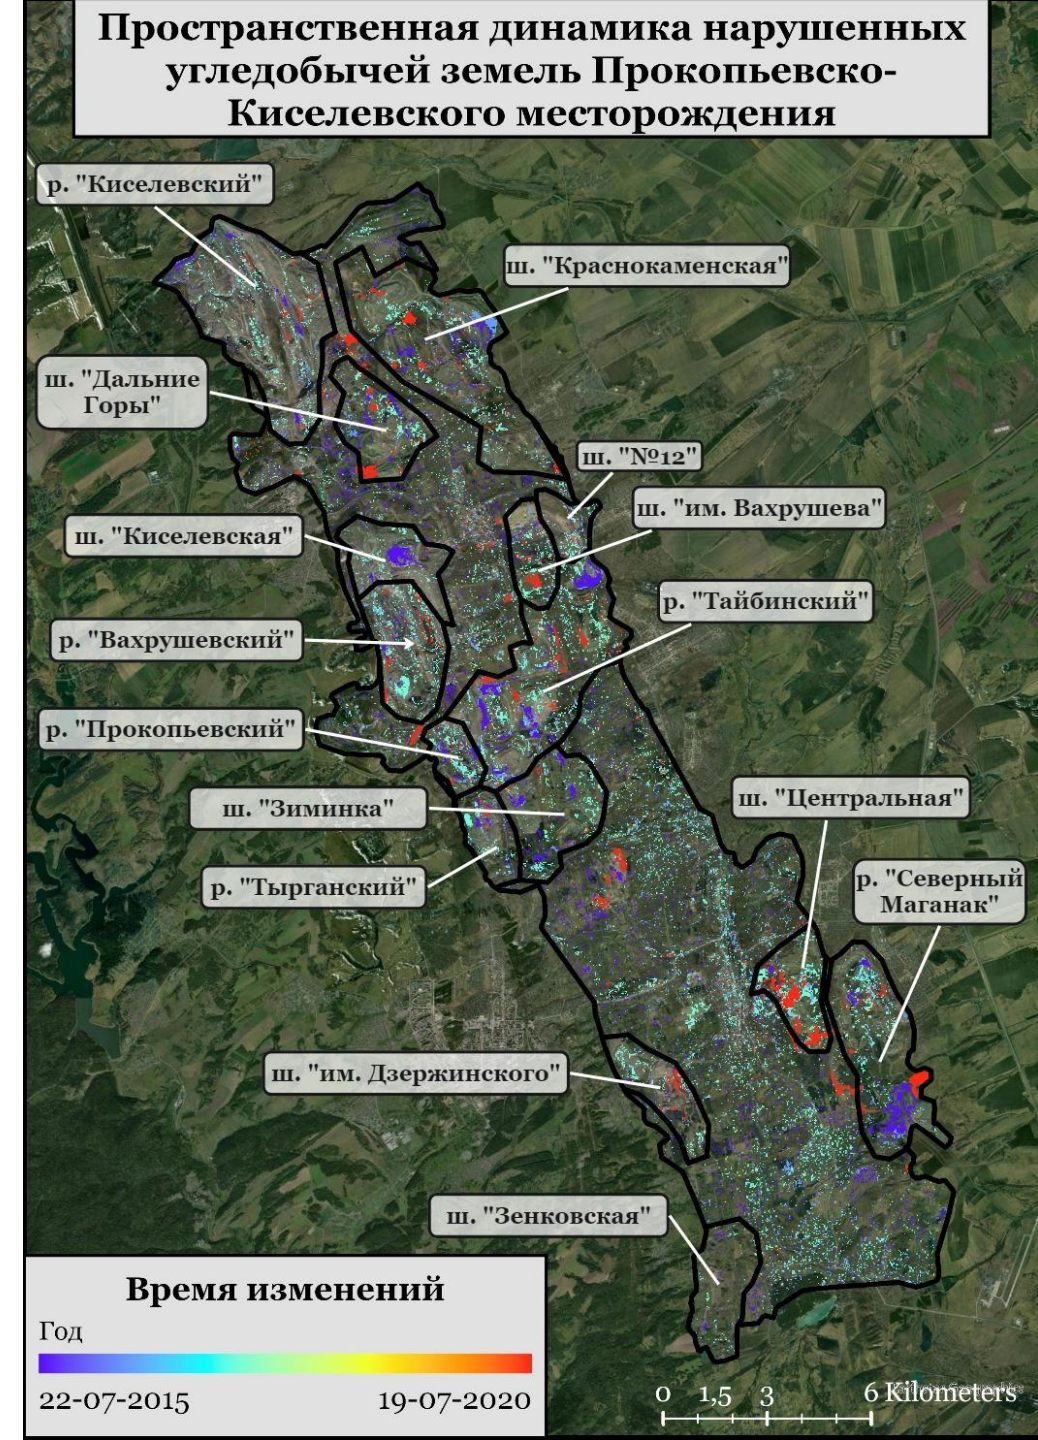 Пространственная динамика нарушенных
угледобычей земель Прокопьевско-
Киселевского месторождения
р. "Киселевский"
ш. "Краснокаменская"
ш. "Дальние
Горы"
ш. "№12"
ш. "им. Вахрушева"
ш. "Киселевская"
р. "Тайбинский"
р. "Вахрушевский"
р. "Прокопьевский"
ш. "Центральная"
ш. "Зиминка"
р. "Тырганский"
р. "Северный
Маганак"
ш. "им. Дзержинского"
ш. "Зенковская"
Время изменений
Год
22-07-2015 19-07-2020
0 1,5 3 6 Kilometers